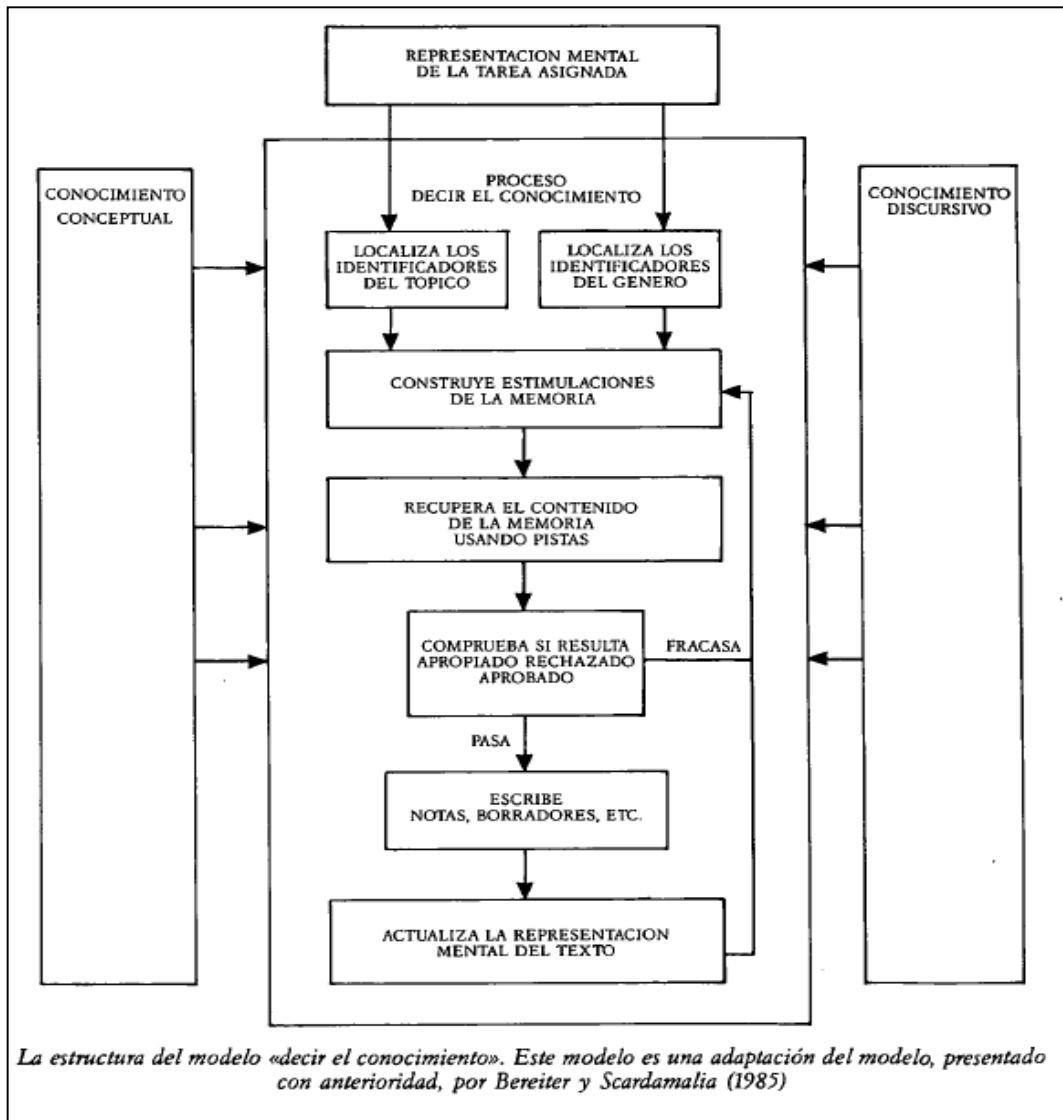 REPRESENTACION MENTAL
DE LA TAREA ASIGNADA
CONOCIMIENTO
CONCEPTUAL
PROCESO
DECIR EL CONOCIMIENTO
CONOCIMIENTO
DISCURSIVO
LOCALIZA LOS
IDENTIFICADORES
DEL TOPICO
LOCALIZA LOS
IDENTIFICADORES
DEL GENERO
CONSTRUYE ESTIMULACIONES
DE LA MEMORIA
RECUPERA EL CONTENIDO
DE LA MEMORIA
USANDO PISTAS
COMPRUEBA SI RESULTA
APROPIADO RECHAZADO
APROBADO
FRACASA
PASA
ESCRIBE
NOTAS, BORRADORES, ETC.
ACTUALIZA LA REPRESENTACION
MENTAL DEL TEXTO
La estructura del modelo «decir el conocimiento». Este modelo es una adaptación del modelo, presentado
con anterioridad, por Bereiter y Scardamalia (1985)